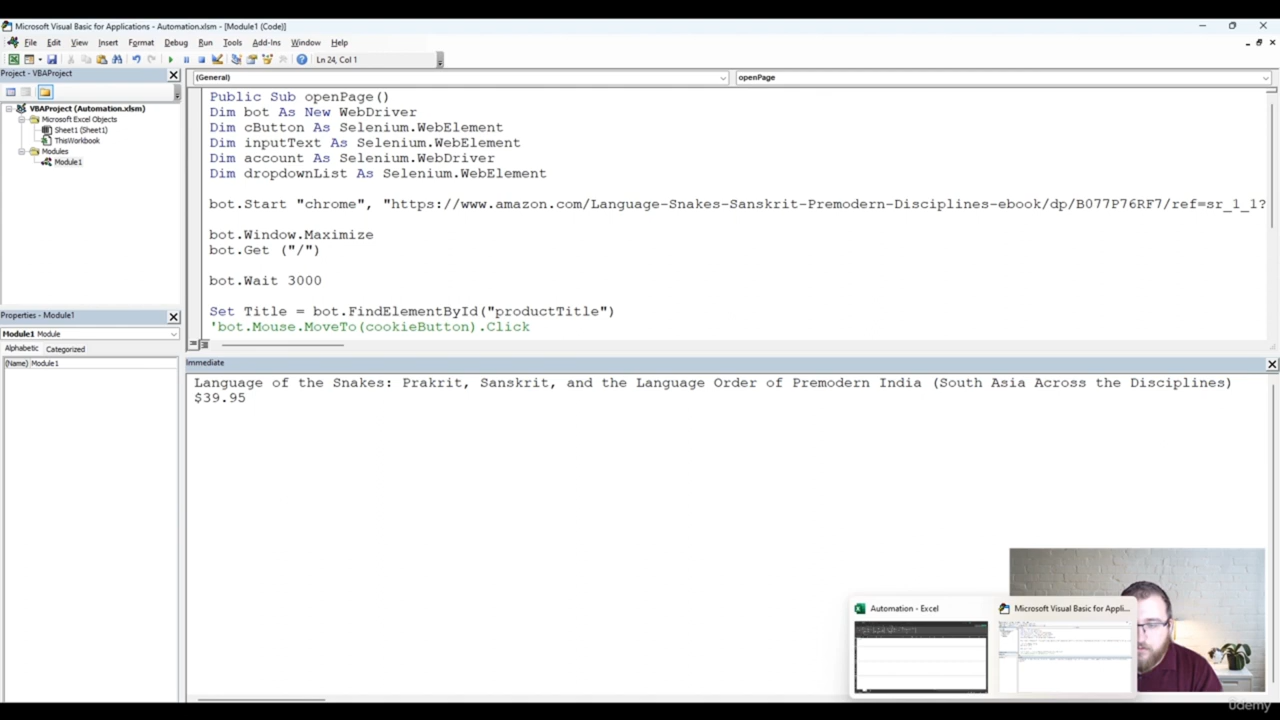 Microsoft Visual Basic for Applications - Automation.xlsm - [Module1 (Code)]
File Edit View Insert Format Debug Run Tools Add-Ins Window Help
Ln 24, Col 1
Project - VBAProject
VBAProject (Automation.xlsm)
Microsoft Excel Objects
Sheet1 (Sheet1)
ThisWorkbook
Modules
Module1
Properties - Module1
Module1 Module
Alphabetic Categorized
(Name) Module1
(General) openPage
Public Sub openPage()
Dim bot As New WebDriver
Dim cButton As Selenium.WebElement
Dim inputText As Selenium.WebElement
Dim account As Selenium.WebDriver
Dim dropdownList As Selenium.WebElement
bot.Start "chrome", "https://www.amazon.com/Language-Snakes-Sanskrit-Premodern-Disciplines-ebook/dp/B077P76RF7/ref=sr_1_1?
bot.Window.Maximize
bot.Get ("/")
bot.Wait 3000
Set Title = bot.FindElementById("productTitle")
'bot.Mouse.MoveTo(cookieButton).Click
Immediate
Language of the Snakes: Prakrit, Sanskrit, and the Language Order of Premodern India (South Asia Across the Disciplines)
$39.95
Automation - Excel
Microsoft Visual Basic for Appli...
Udemy